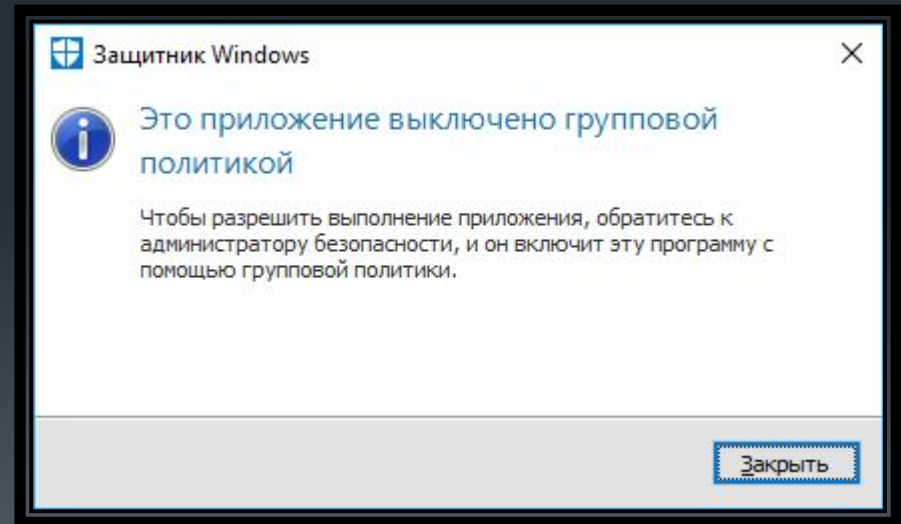 Защитник Windows
Это приложение выключено групповой
политикой
Чтобы разрешить выполнение приложения, обратитесь к
администратору безопасности, и он включит эту программу с
помощью групповой политики.
Закрыть